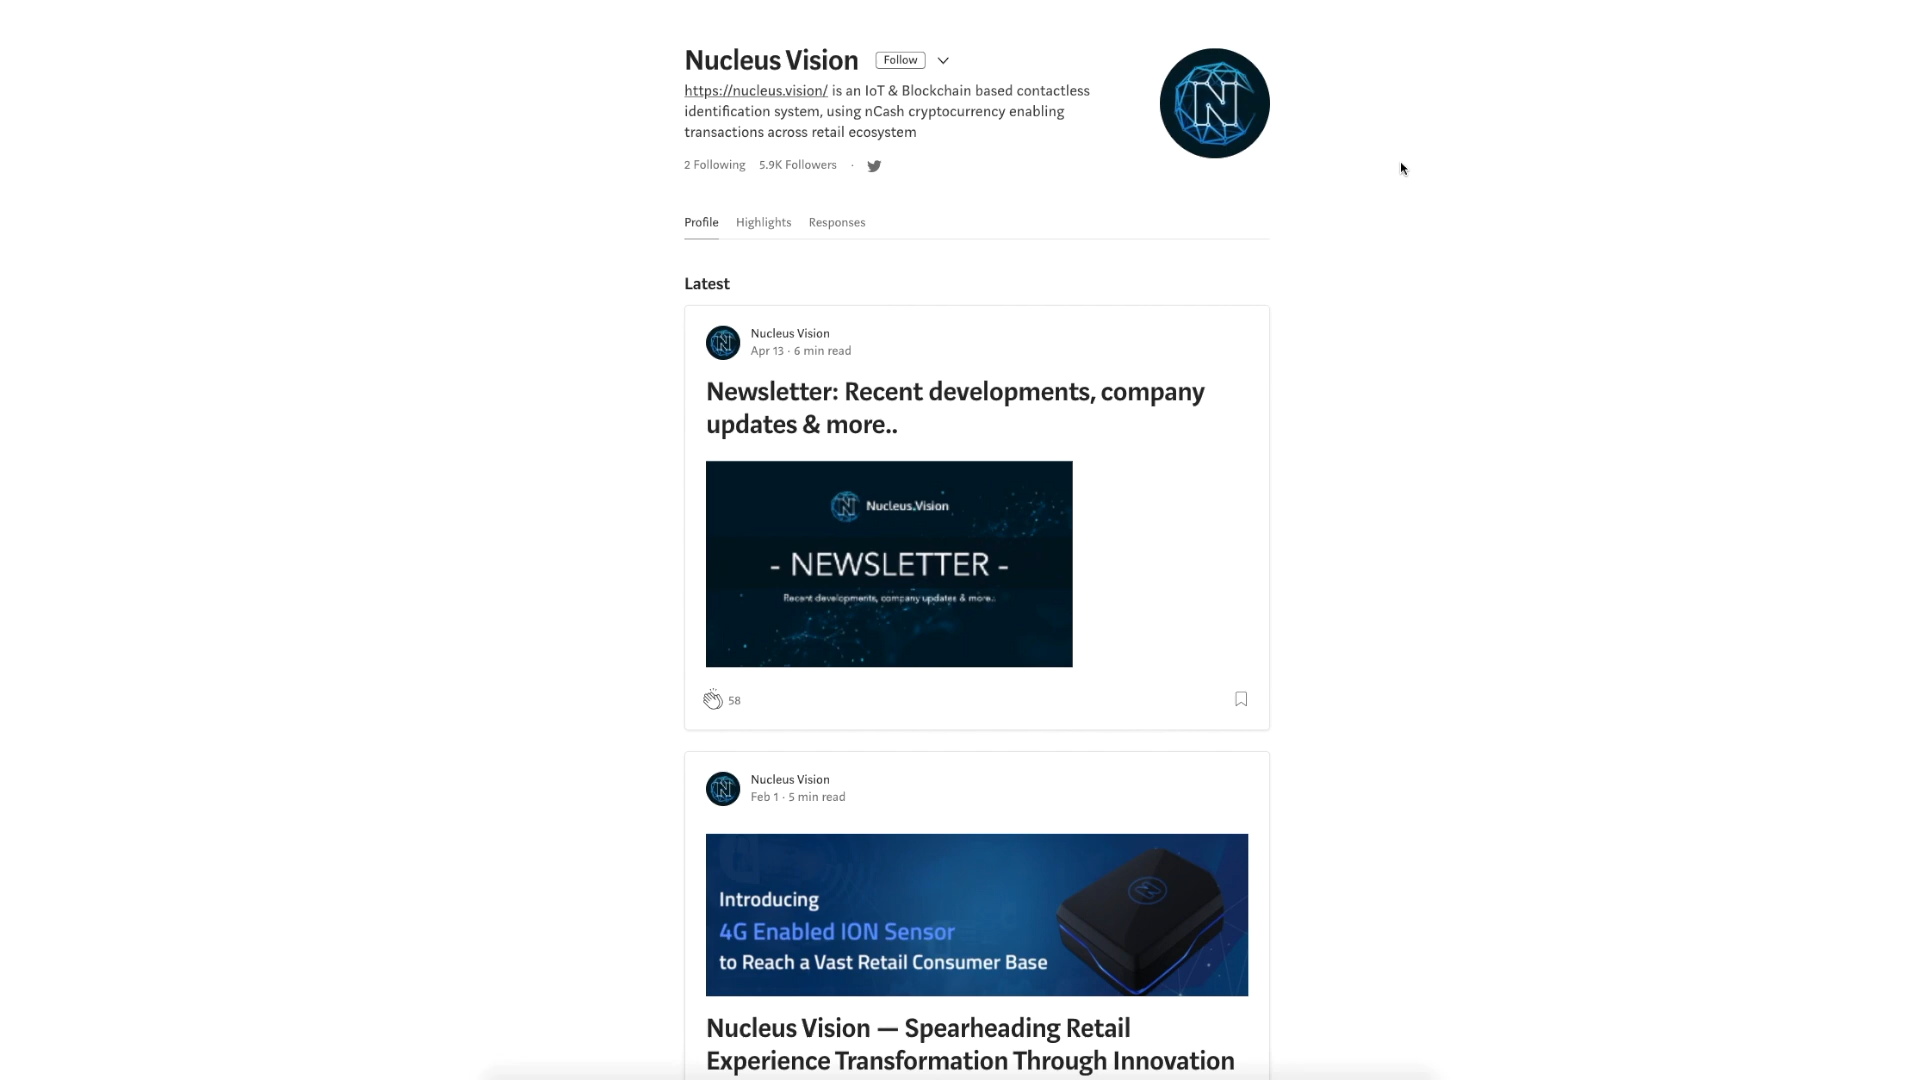 Nucleus Vision Follow
https://nucleus.vision/ is an IoT & Blockchain based contactless
identification system, using nCash cryptocurrency enabling
transactions across retail ecosystem
2 Following 5.9K Followers ·
Profile Highlights Responses
Latest
Nucleus Vision
Apr 13 · 6 min read
Newsletter: Recent developments, company
updates & more..
Nucleus.Vision
- NEWSLETTER -
Recent developments, company updates & more..
58
Nucleus Vision
Feb 1 · 5 min read
Introducing
4G Enabled ION Sensor
to Reach a Vast Retail Consumer Base
Nucleus Vision — Spearheading Retail
Experience Transformation Through Innovation